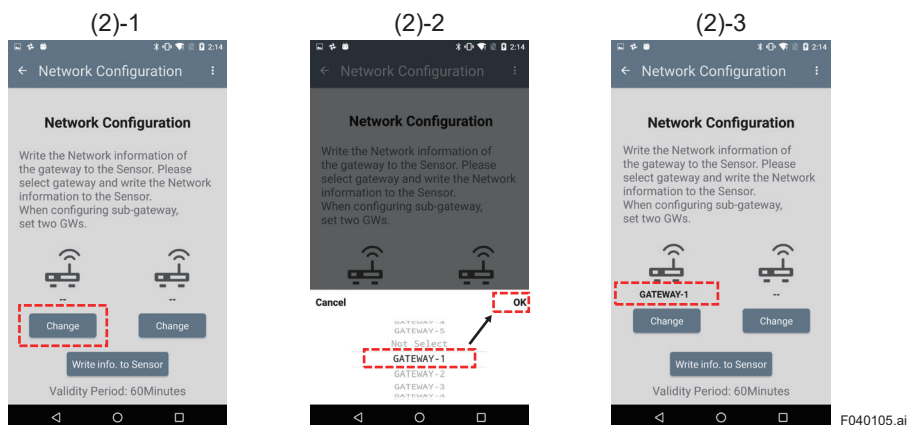 (2)-1
2:14
Network Configuration
Network Configuration
Write the Network information of
the gateway to the Sensor. Please
select gateway and write the Network
information to the Sensor.
When configuring sub-gateway,
set two GWs.
--
--
Change
Change
Write info. to Sensor
Validity Period: 60Minutes
(2)-2
2:14
Network Configuration
Network Configuration
Write the Network information of
the gateway to the Sensor. Please
select gateway and write the Network
information to the Sensor.
When configuring sub-gateway,
set two GWs.
Cancel
OK
GATEWAY-4
GATEWAY-5
Not Select
GATEWAY-1
GATEWAY-2
GATEWAY-3
GATEWAY-4
(2)-3
2:14
Network Configuration
Network Configuration
Write the Network information of
the gateway to the Sensor. Please
select gateway and write the Network
information to the Sensor.
When configuring sub-gateway,
set two GWs.
GATEWAY-1
--
Change
Change
Write info. to Sensor
Validity Period: 60Minutes
F040105.ai